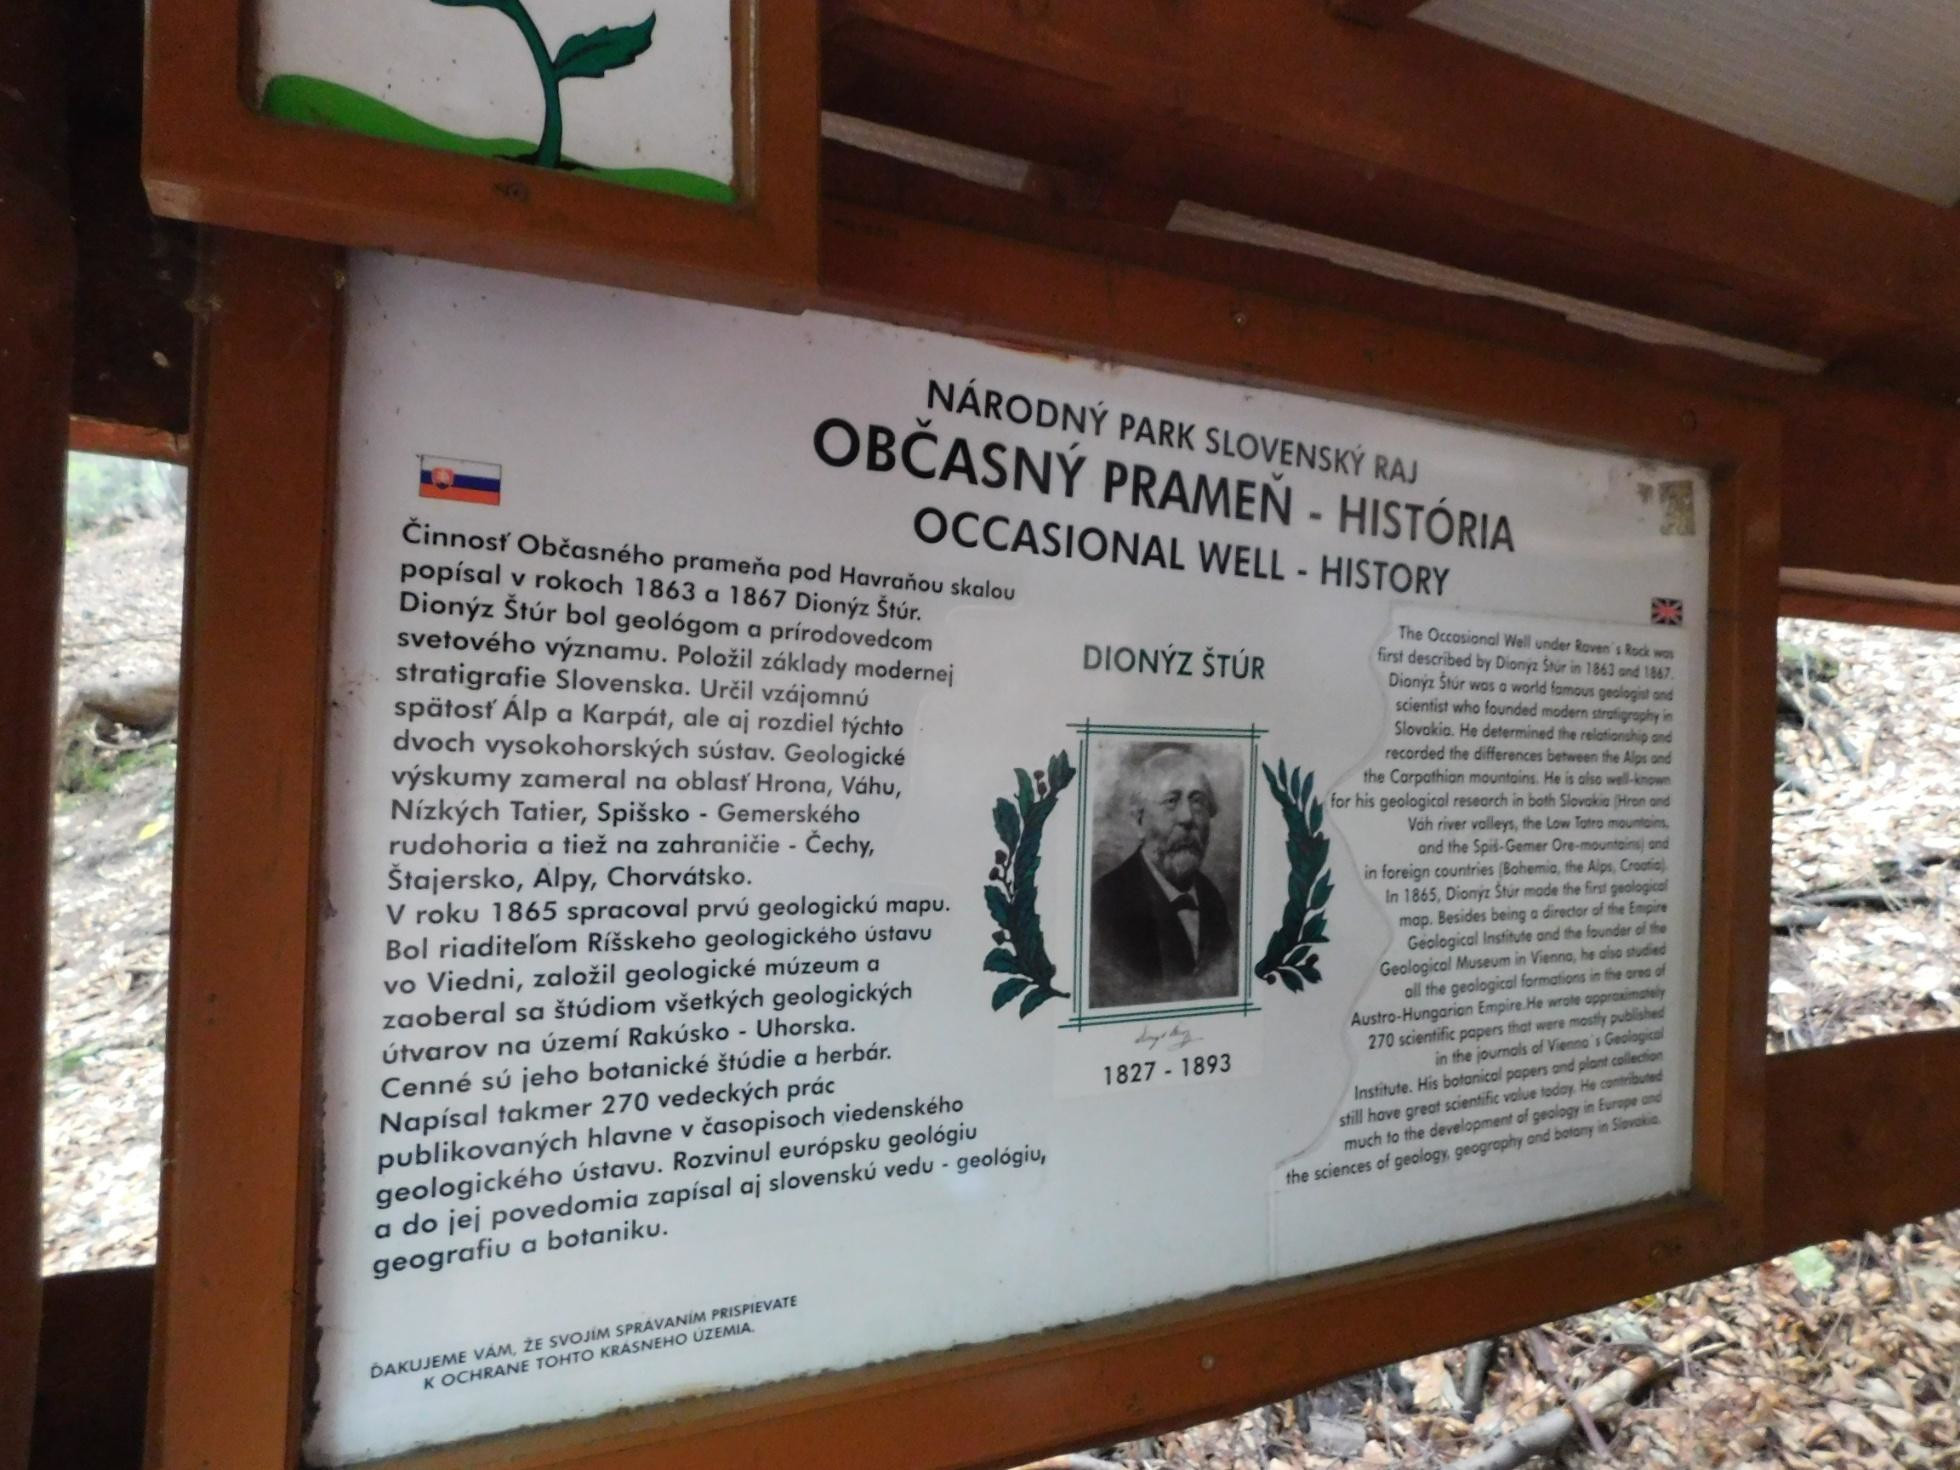 NÁRODNÝ PARK SLOVENSKÝ RAJ
OBČASNÝ PRAMEŇ - HISTÓRIA
OCCASIONAL WELL - HISTORY
Činnosť Občasného prameňa pod Havraňou skalou
popísal v rokoch 1863 a 1867 Dionýz Štúr.
Dionýz Štúr bol geológom a prírodovedcom
svetového významu. Položil základy modernej
stratigrafie Slovenska. Určil vzájomnú
spätosť Álp a Karpát, ale aj rozdiel týchto
dvoch vysokohorských sústav. Geologické
výskumy zameral na oblasť Hrona, Váhu,
Nízkých Tatier, Spišsko - Gemerského
rudohoria a tiež na zahraničie - Čechy,
Štajersko, Alpy, Chorvátsko.
V roku 1865 spracoval prvú geologickú mapu.
Bol riaditeľom Ríšskeho geologického ústavu
vo Viedni, založil geologické múzeum a
zaoberal sa štúdiom všetkých geologických
útvarov na území Rakúsko - Uhorska.
Cenné sú jeho botanické štúdie a herbár.
Napísal takmer 270 vedeckých prác
publikovaných hlavne v časopisoch viedenského
geologického ústavu. Rozvinul európsku geológiu
a do jej povedomia zapísal aj slovenskú vedu - geológiu,
geografiu a botaniku.
DIONÝZ ŠTÚR
1827 - 1893
The Occasional Well under Raven´s Rock was
first described by Dionýz Štúr in 1863 and 1867.
Dionýz Štúr was a world famous geologist and
scientist who founded modern stratigraphy in
Slovakia. He determined the relationship and
recorded the differences between the Alps and
the Carpathian mountains. He is also well-known
for his geological research in both Slovakia (Hron and
Váh river valleys, the Low Tatra mountains,
and the Spiš-Gemer Ore-mountains) and
in foreign countries (Bohemia, the Alps, Croatia).
In 1865, Dionýz Štúr made the first geological
map. Besides being a director of the Empire
Geological Institute and the founder of the
Geological Museum in Vienna, he also studied
all the geological formations in the area of
Austro-Hungarian Empire.He wrote approximately
270 scientific papers that were mostly published
in the journals of Vienna´s Geological
Institute. His botanical papers and plant collection
still have great scientific value today. He contributed
much to the development of geology in Europe and
the sciences of geology, geography and botany in Slovakia.
ĎAKUJEME VÁM, ŽE SVOJÍM SPRÁVANÍM PRISPIEVATE
K OCHRANE TOHTO KRÁSNEHO ÚZEMIA.